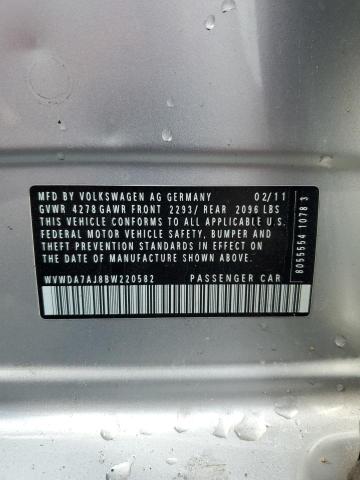 MFD BY VOLKSWAGEN AG GERMANY 02/11
GVWR 4278 GAWR FRONT 2293/ REAR 2096 LBS
THIS VEHICLE CONFORMS TO ALL APPLICABLE U.S.
FEDERAL MOTOR VEHICLE SAFETY, BUMPER, AND
THEFT PREVENTION STANDARDS IN EFFECT ON
THE DATE OF MANUFACTURE SHOWN ABOVE.
WVWDA7AJ8BW220582 PASSENGER CAR
8055554 1078 3